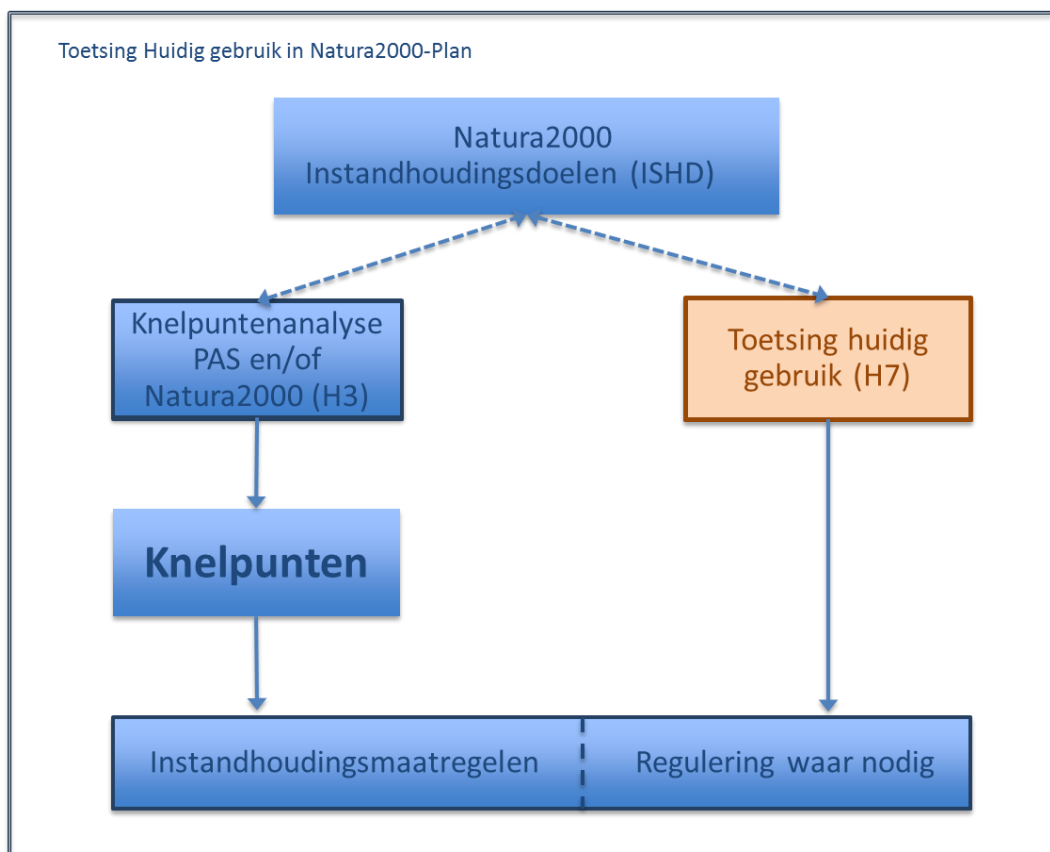 Toetsing Huidig gebruik in Natura2000-Plan
Natura2000
Instandhoudingsdoelen (ISHD)
Knelpuntenanalyse
PAS en/of
Natura2000 (H3)
Toetsing huidig
gebruik (H7)
Knelpunten
Instandhoudingsmaatregelen
Regulering waar nodig